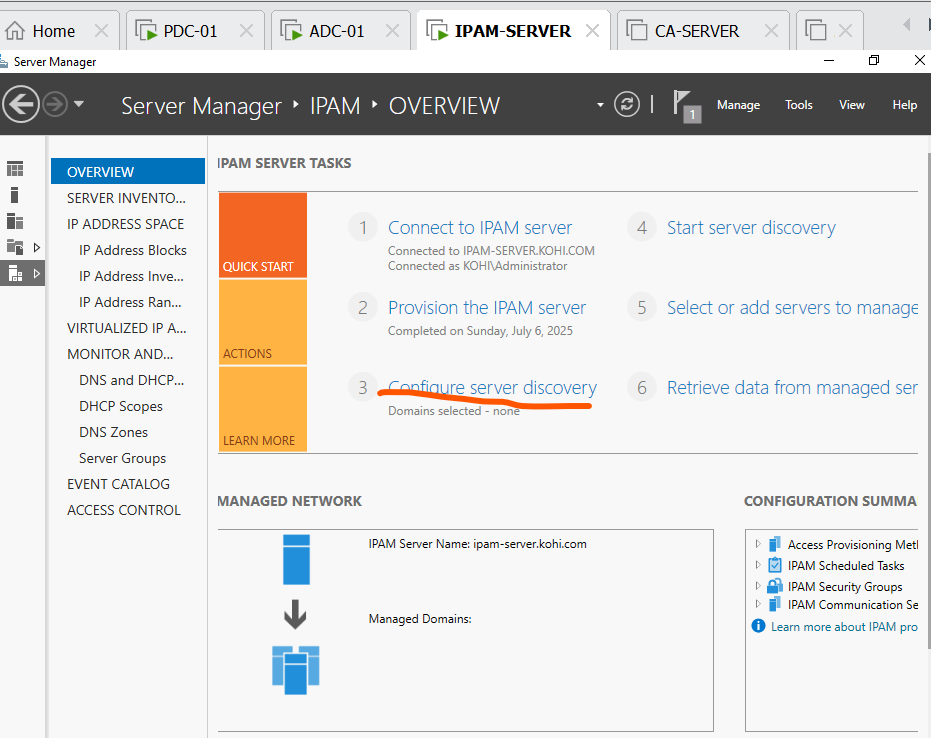 Home
PDC-01
ADC-01
IPAM-SERVER
CA-SERVER
Server Manager
Server Manager
IPAM
OVERVIEW
1
Manage
Tools
View
Help
OVERVIEW
SERVER INVENTO...
IP ADDRESS SPACE
IP Address Blocks
IP Address Inve...
IP Address Ran...
VIRTUALIZED IP A...
MONITOR AND...
DNS and DHCP...
DHCP Scopes
DNS Zones
Server Groups
EVENT CATALOG
ACCESS CONTROL
IPAM SERVER TASKS
QUICK START
ACTIONS
LEARN MORE
1 Connect to IPAM server
Connected to IPAM-SERVER.KOHI.COM
Connected as KOHI\Administrator
2 Provision the IPAM server
Completed on Sunday, July 6, 2025
3 Configure server discovery
Domains selected - none
4 Start server discovery
5 Select or add servers to manage
6 Retrieve data from managed ser
MANAGED NETWORK
IPAM Server Name: ipam-server.kohi.com
Managed Domains:
CONFIGURATION SUMMA
Access Provisioning Metl
IPAM Scheduled Tasks
IPAM Security Groups
IPAM Communication Se
Learn more about IPAM pro